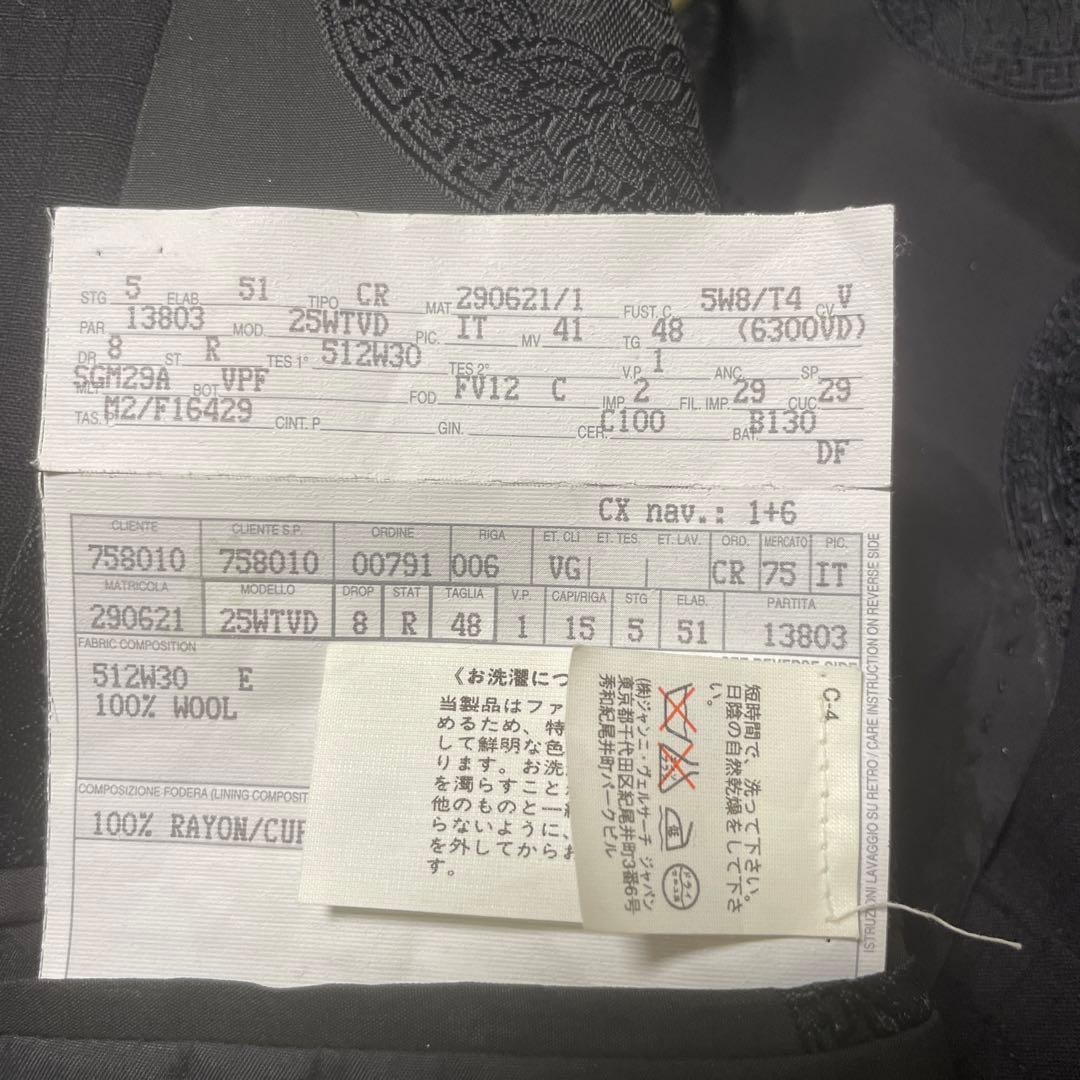 STG 5 ELAB. 51 TIPO CR MAT 290621/1 FUST.C. 5W8/T4 CV V
PAR 13803 MOD. 25WTVD PIC. IT MV 41 TG 48 (6300VD)
DR 8 ST R TES 1° 512W30 TES 2° V.P. 1 ANC. SP.
SGM29A BOT VPF FOD FV12 C IMP 2 FIL. IMP. 29 CUC. 29
TAS. M2/F16429 CINT. P GIN. CER. C100 BAT. B130
DF
CX nav.: 1+6
CLIENTE CLIENTE S.P. ORDINE RIGA ET. CLI ET. TES. ET. LAV. ORD. MERCATO PIC.
758010 758010 00791 006 VG CR 75 IT
MATRICOLA MODELLO DROP STAT TAGLIA V.P. CAPI/RIGA STG ELAB. PARTITA
290621 25WTVD 8 R 48 1 15 5 51 13803
FABRIC COMPOSITION
512W30 E
100% WOOL
COMPOSIZIONE FODERA (LINING COMPOSIT
100% RAYON/CUP
ISTRUZIONI LAVAGGIO SU RETRO / CARE INSTRUCTION ON REVERSE SIDE
《お洗濯につ
当製品はファ
めるため、特
して鮮明な色
ります。お洗
を濁らすこと
他のものと一緒
らないように、
を外してからお
す。
C-4
短時間で、洗って下さい。
日陰の自然乾燥をして下さ
い。
ドライ
(株)ジャンニ・ヴェルサーチ ジャパン
東京都千代田区紀尾井町3番6号
秀和紀尾井町パークビル